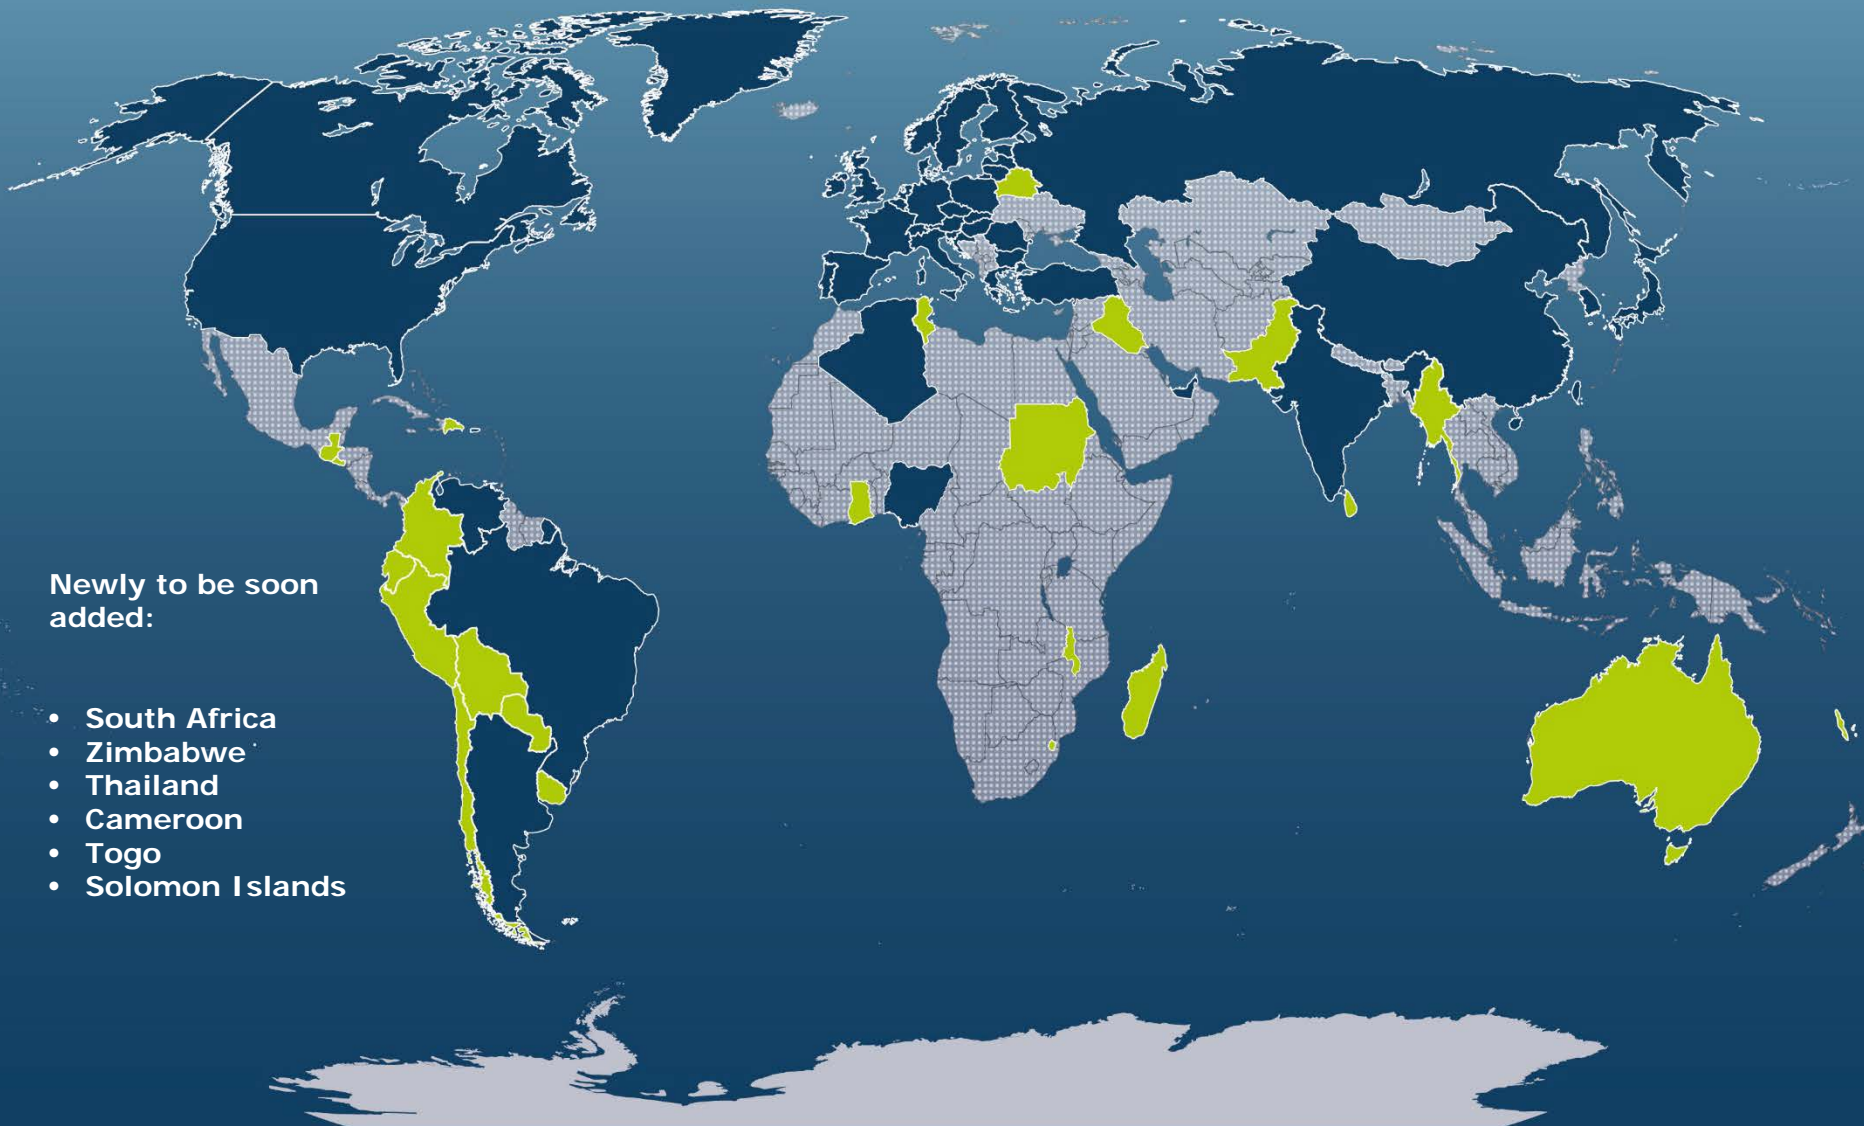 Newly to be soon
added:
• South Africa
• Zimbabwe
• Thailand
• Cameroon
• Togo
• Solomon Islands